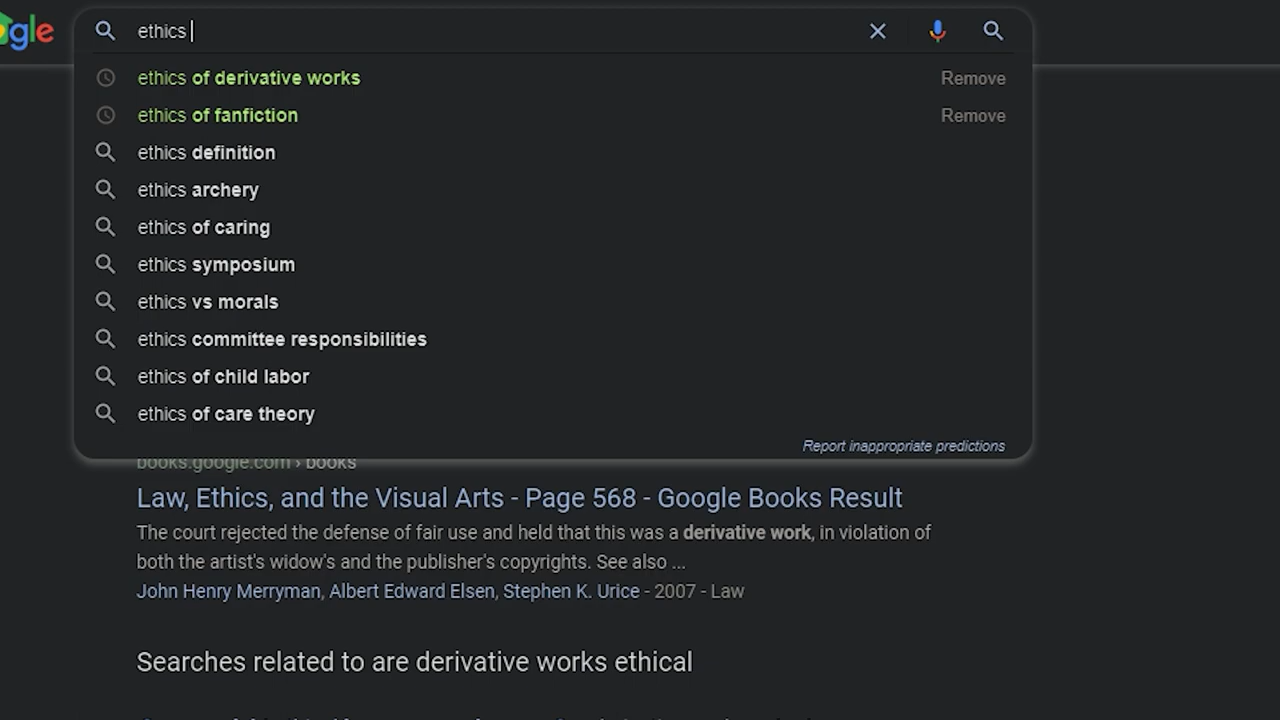 gle
ethics
ethics of derivative works Remove
ethics of fanfiction Remove
ethics definition
ethics archery
ethics of caring
ethics symposium
ethics vs morals
ethics committee responsibilities
ethics of child labor
ethics of care theory
Report inappropriate predictions
books.google.com › books
Law, Ethics, and the Visual Arts - Page 568 - Google Books Result
The court rejected the defense of fair use and held that this was a derivative work, in violation of
both the artist's widow's and the publisher's copyrights. See also ...
John Henry Merryman, Albert Edward Elsen, Stephen K. Urice - 2007 - Law
Searches related to are derivative works ethical